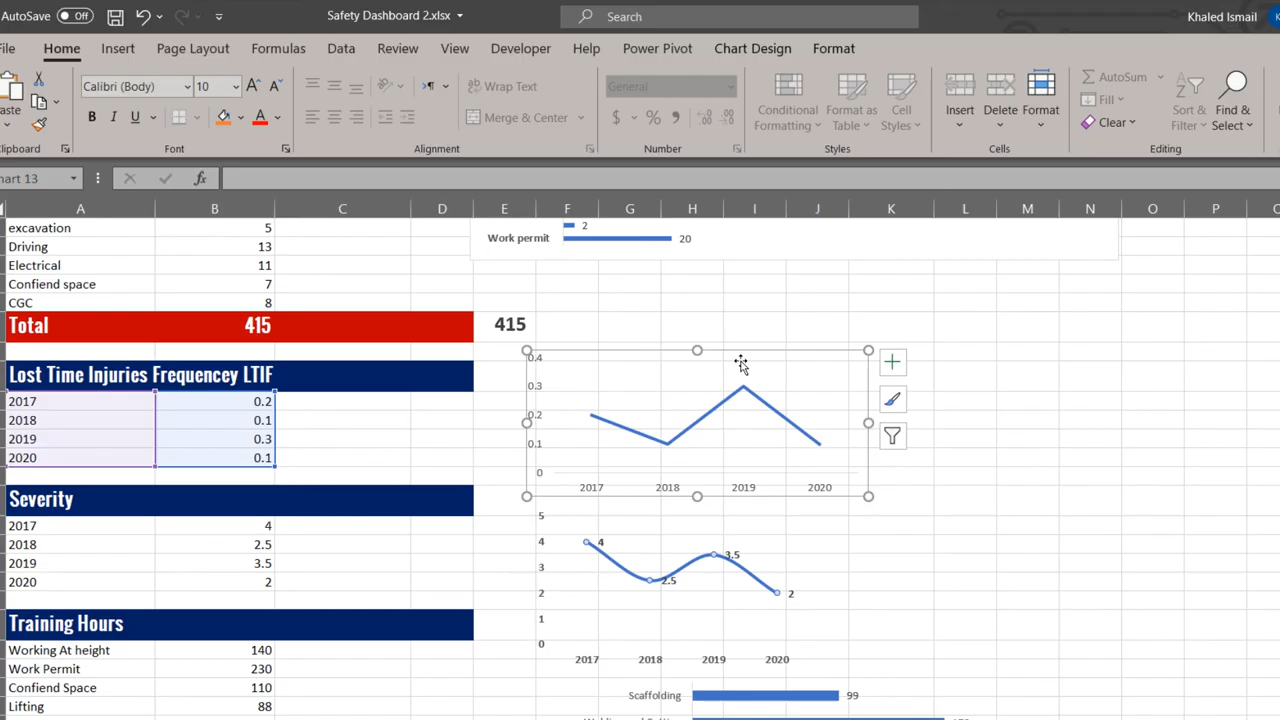 AutoSave Off Safety Dashboard 2.xlsx Search Khaled Ismail
Home Insert Page Layout Formulas Data Review View Developer Help Power Pivot Chart Design Format
Calibri (Body) 10 A A Wrap Text General Conditional Formatting Format as Table Cell Styles Insert Delete Format AutoSum Fill Clear Sort & Filter Find & Select
B I U A Merge & Center $ %
Font Alignment Number Styles Cells Editing
fx
A B C D E F G H I J K L M N O P
excavation 5
Driving 13
Electrical 11
Confiend space 7
CGC 8
Total 415
Lost Time Injuries Frequencey LTIF
2017 0.2
2018 0.1
2019 0.3
2020 0.1
Severity
2017 4
2018 2.5
2019 3.5
2020 2
Training Hours
Working At height 140
Work Permit 230
Confiend Space 110
Lifting 88
2
Work permit 20
415
0.4
0.3
0.2
0.1
0
2017 2018 2019 2020
5
4
3
2
1
0
4 2.5 3.5 2
2017 2018 2019 2020
Scaffolding 99